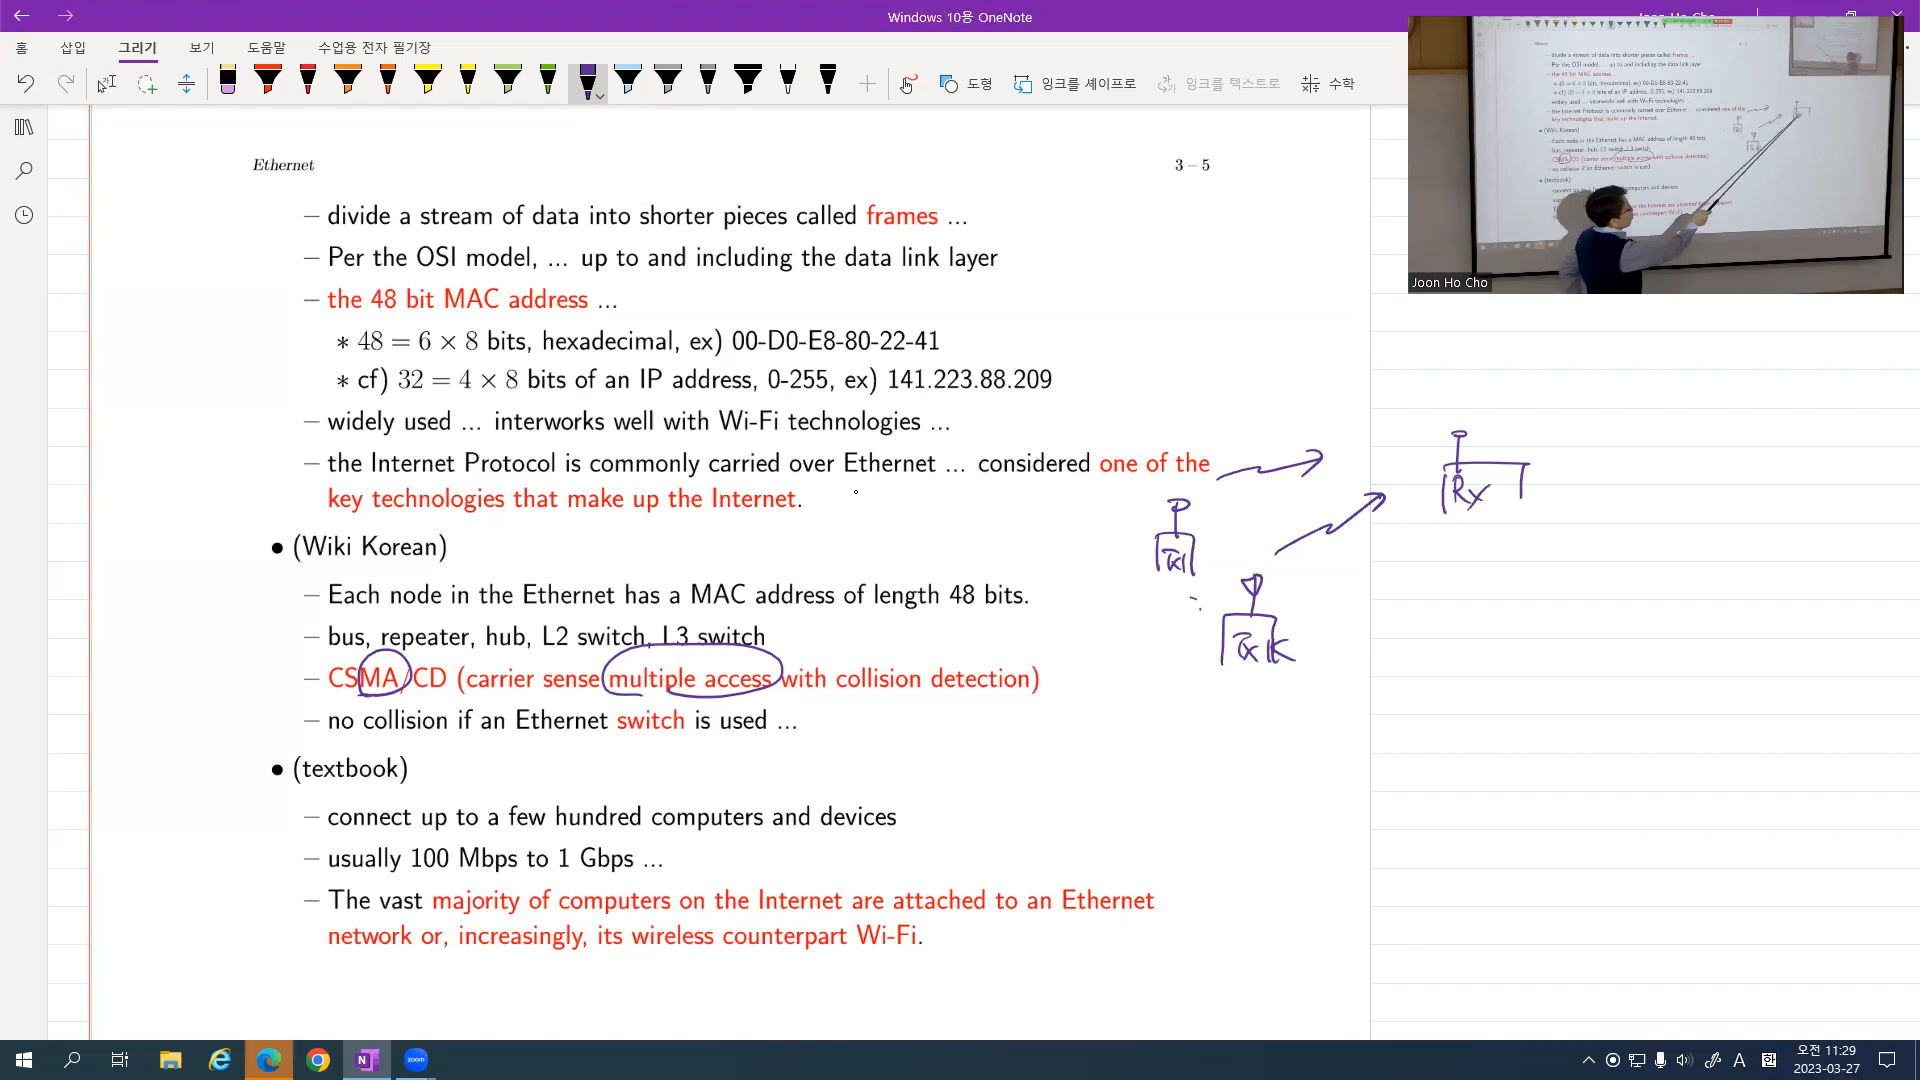 Windows 10용 OneNote
홈 삽입 그리기 보기 도움말 수업용 전자 필기장
도형 잉크를 셰이프로 잉크를 텍스트로 수학
Ethernet 3 – 5
– divide a stream of data into shorter pieces called frames ...
– Per the OSI model, ... up to and including the data link layer
– the 48 bit MAC address ...
∗ 48 = 6 × 8 bits, hexadecimal, ex) 00-D0-E8-80-22-41
∗ cf) 32 = 4 × 8 bits of an IP address, 0-255, ex) 141.223.88.209
– widely used ... interworks well with Wi-Fi technologies ...
– the Internet Protocol is commonly carried over Ethernet ... considered one of the
key technologies that make up the Internet.
• (Wiki Korean)
– Each node in the Ethernet has a MAC address of length 48 bits.
– bus, repeater, hub, L2 switch, L3 switch
– CSMA/CD (carrier sense multiple access with collision detection)
– no collision if an Ethernet switch is used ...
• (textbook)
– connect up to a few hundred computers and devices
– usually 100 Mbps to 1 Gbps ...
– The vast majority of computers on the Internet are attached to an Ethernet
network or, increasingly, its wireless counterpart Wi-Fi.
Rx
Tx1
TxK
Joon Ho Cho
zoom
A 한
오전 11:29
2023-03-27